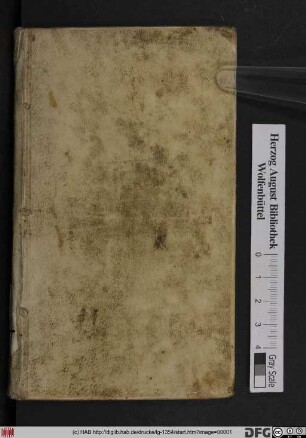 Herzog August Bibliothek
Wolfenbüttel
0 1 2 3 4
Gray Scale
(c) HAB http://diglib.hab.de/drucke/lg-1354/start.htm?image=00001
DFG